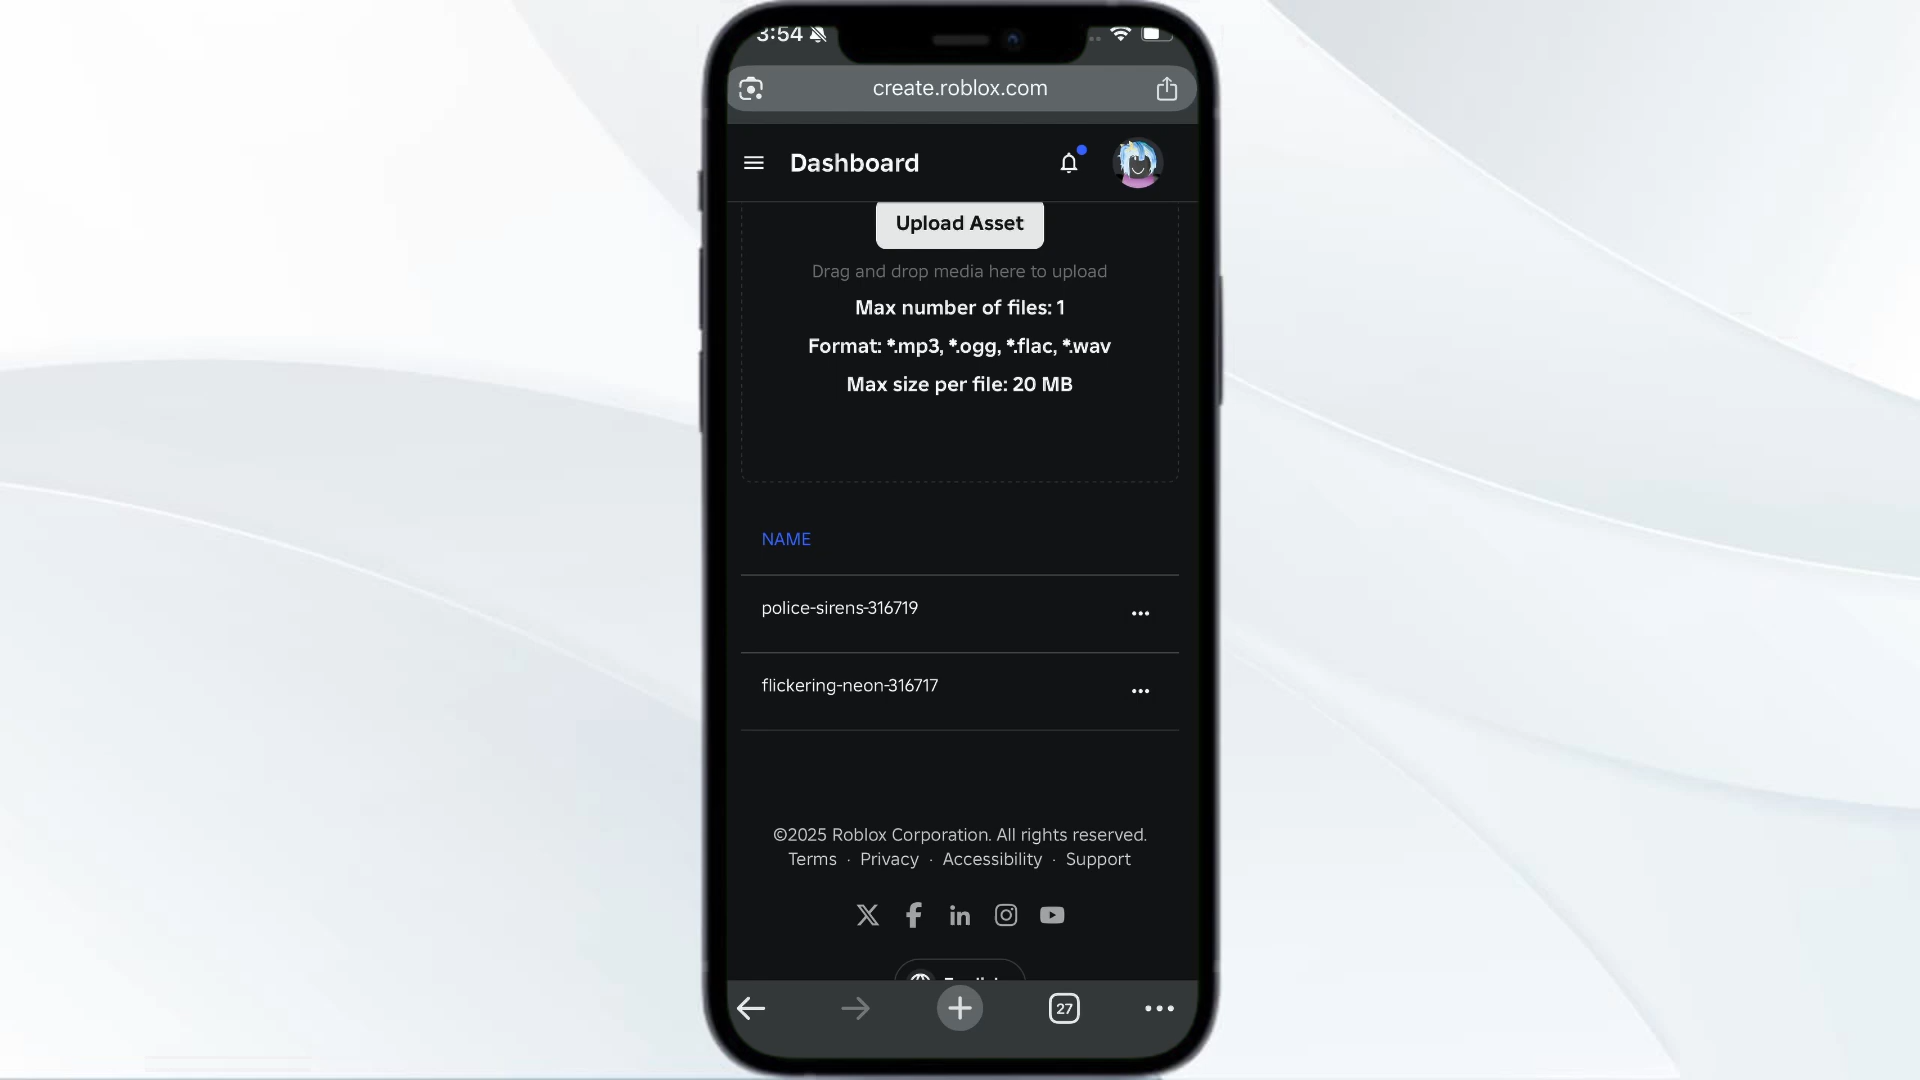 3:54
create.roblox.com
Dashboard
Upload Asset
Drag and drop media here to upload
Max number of files: 1
Format: *.mp3, *.ogg, *.flac, *.wav
Max size per file: 20 MB
NAME
police-sirens-316719
flickering-neon-316717
©2025 Roblox Corporation. All rights reserved.
Terms · Privacy · Accessibility · Support
27